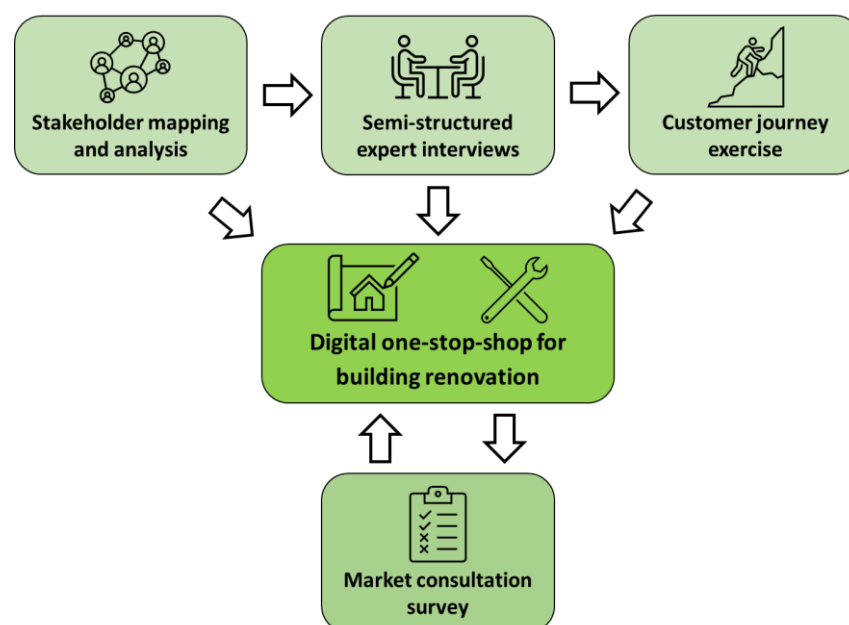 Stakeholder mapping
and analysis
Semi-structured
expert interviews
Customer journey
exercise
Digital one-stop-shop for
building renovation
Market consultation
survey